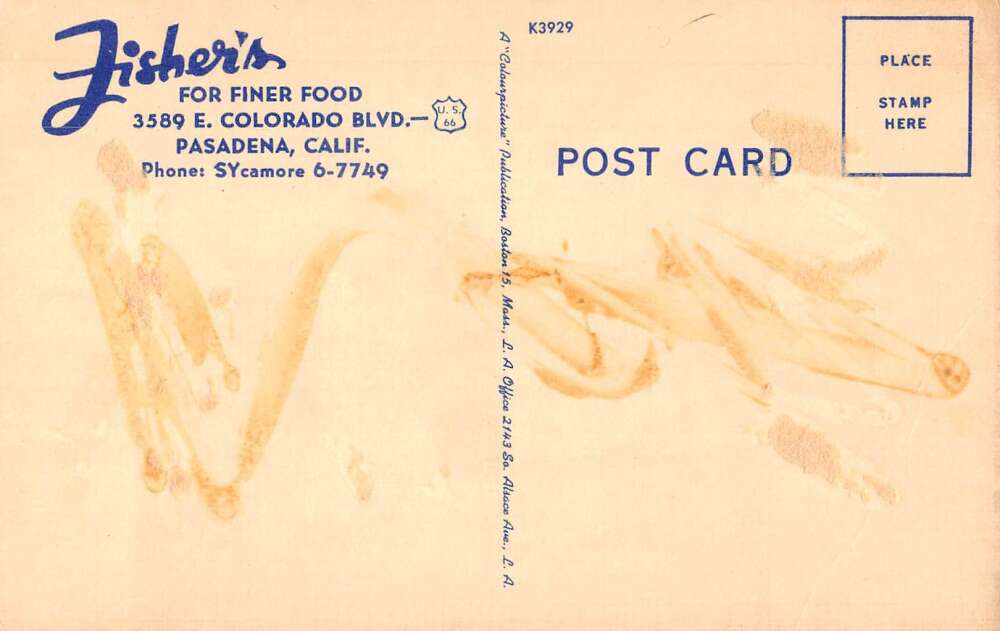 Fisher's
FOR FINER FOOD
3589 E. COLORADO BLVD.—
U. S.
66
PASADENA, CALIF.
Phone: SYcamore 6-7749
A "Colourpicture" Publication, Boston 15, Mass., L. A. Office 2143 So. Alsace Ave., L. A.
K3929
POST CARD
PLACE
STAMP
HERE